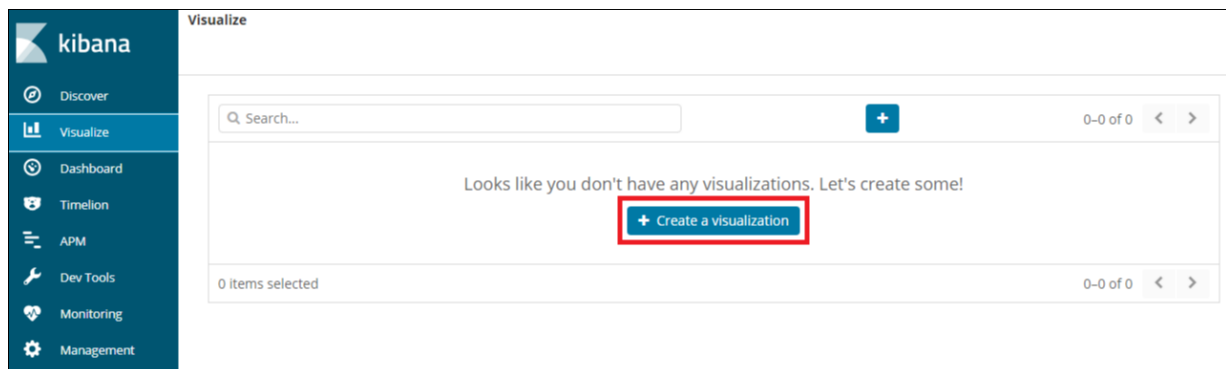 Visualize
kibana
Discover
Visualize
Dashboard
Timelion
APM
Dev Tools
Monitoring
Management
Search...
+
0–0 of 0 < >
Looks like you don't have any visualizations. Let's create some!
+ Create a visualization
0 items selected
0–0 of 0 < >